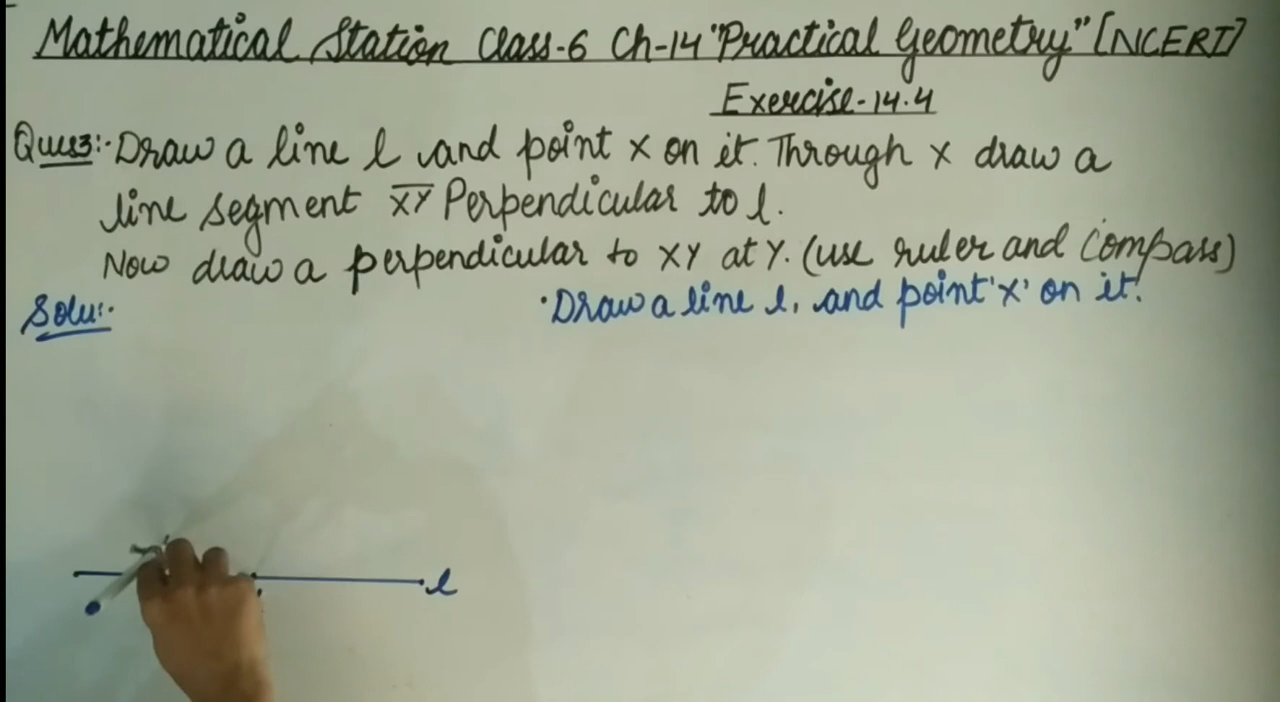 Mathematical Station Class-6 Ch-14 "Practical Geometry" [NCERT]
Exercise-14.4
Ques3:- Draw a line l and point X on it. Through X draw a
line segment X̅Y̅ Perpendicular to l.
Now draw a perpendicular to XY at Y. (use ruler and Compass)
Solu:-
·Draw a line l, and point 'X' on it.
l